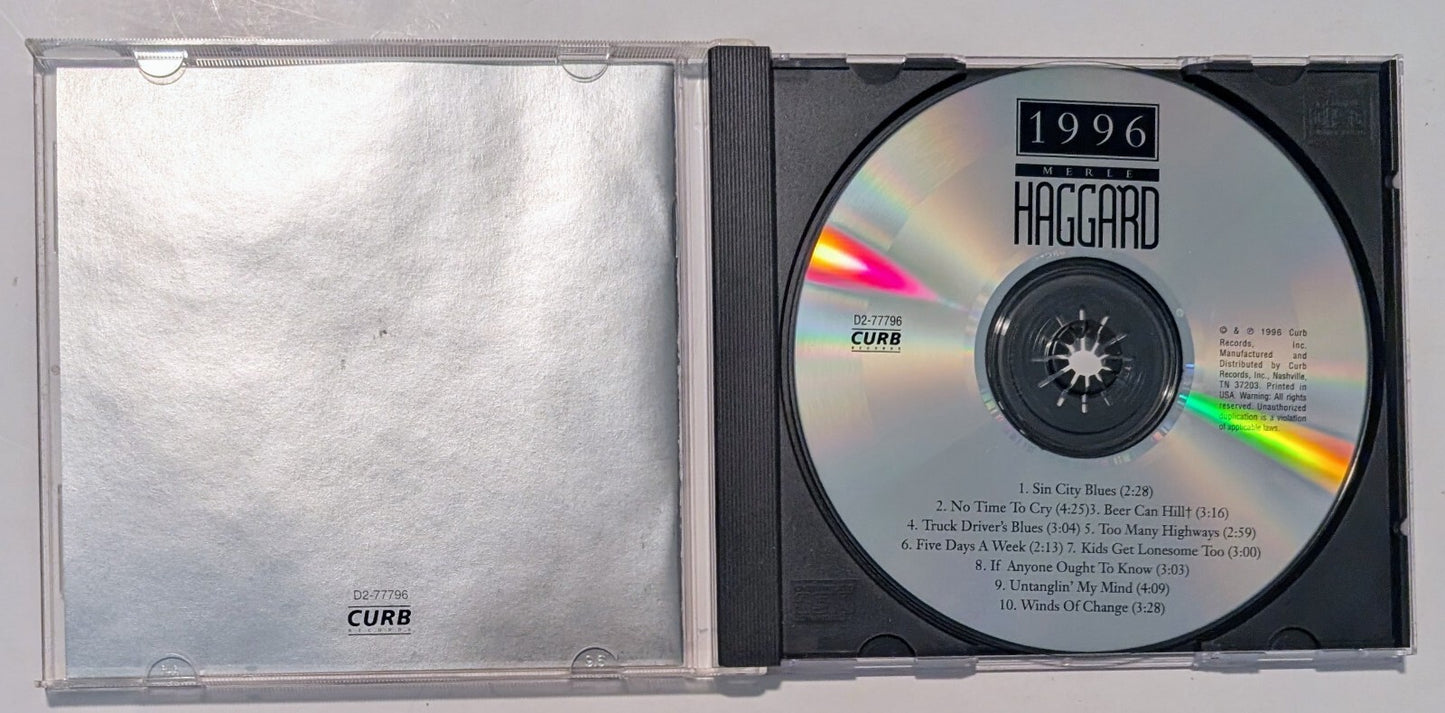 D2-77796
CURB
RECORDS
1996
MERLE
HAGGARD
D2-77796
CURB
RECORDS
© & ℗ 1996 Curb
Records, Inc.
Manufactured and
Distributed by Curb
Records, Inc., Nashville,
TN 37203. Printed in
USA. Warning: All rights
reserved. Unauthorized
duplication is a violation
of applicable laws.
1. Sin City Blues (2:28)
2. No Time To Cry (4:25)3. Beer Can Hill† (3:16)
4. Truck Driver's Blues (3:04) 5. Too Many Highways (2:59)
6. Five Days A Week (2:13) 7. Kids Get Lonesome Too (3:00)
8. If Anyone Ought To Know (3:03)
9. Untanglin' My Mind (4:09)
10. Winds Of Change (3:28)